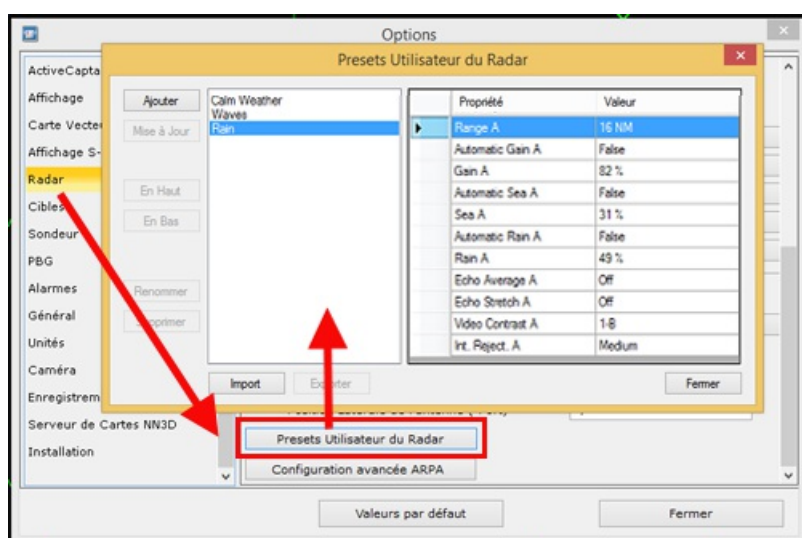 Options
Presets Utilisateur du Radar
ActiveCapta
Affichage
Carte Vecte
Affichage S-
Radar
Cibles
Sondeur
PBG
Alarmes
Général
Unités
Caméra
Enregistrem
Serveur de Cartes NN3D
Installation
Ajouter
Mise à Jour
En Haut
En Bas
Renommer
Supprimer
Calm Weather
Waves
Rain
Propriété Valeur
Range A 16 NM
Automatic Gain A False
Gain A 82 %
Automatic Sea A False
Sea A 31 %
Automatic Rain A False
Rain A 49 %
Echo Average A Off
Echo Stretch A Off
Video Contrast A 1-B
Int. Reject. A Medium
Import Exporter Fermer
Presets Utilisateur du Radar
Configuration avancée ARPA
Valeurs par défaut Fermer